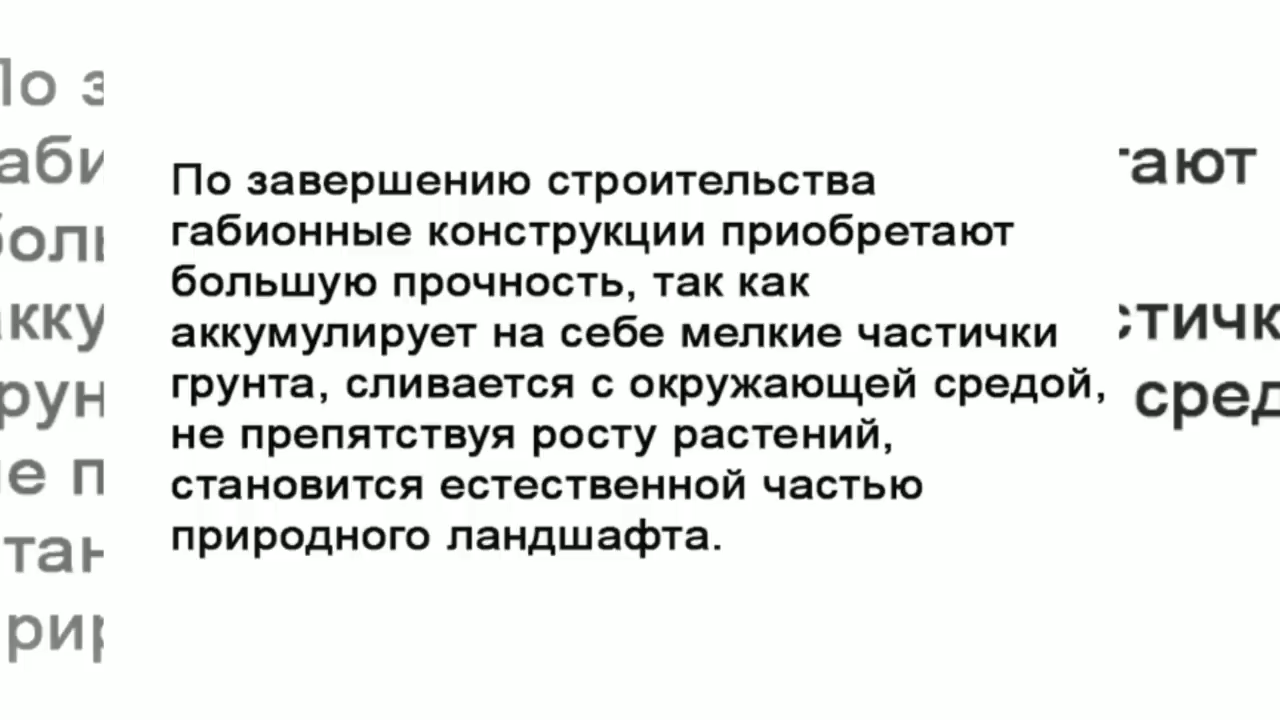 По завершению строительства
габионные конструкции приобретают
большую прочность, так как
аккумулирует на себе мелкие частички
грунта, сливается с окружающей средой,
не препятствуя росту растений,
становится естественной частью
природного ландшафта.